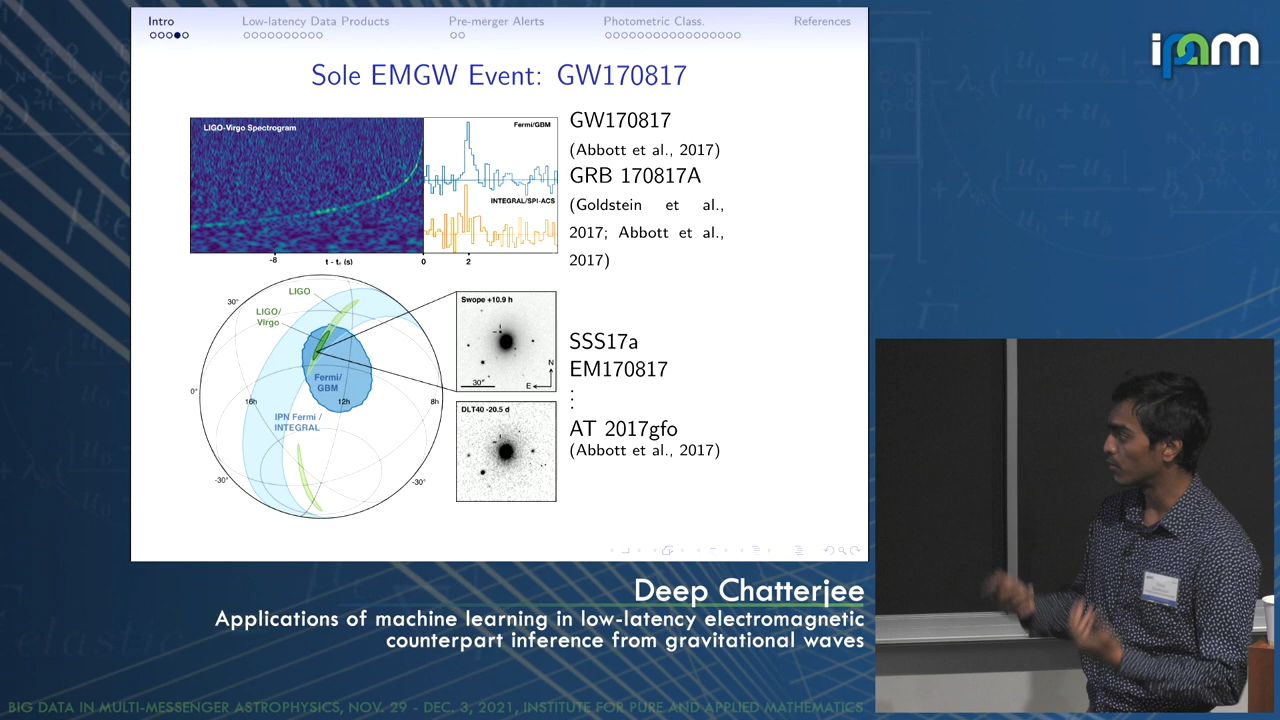 Intro
Low-latency Data Products
Pre-merger Alerts
Photometric Class.
References
ipam
Sole EMGW Event: GW170817
LIGO-Virgo Spectrogram
Fermi/GBM
INTEGRAL/SPI-ACS
-8
t - tc (s)
0
2
GW170817
(Abbott et al., 2017)
GRB 170817A
(Goldstein et al.,
2017; Abbott et al.,
2017)
LIGO
30°
LIGO/
Virgo
Fermi/
GBM
0°
16h
12h
8h
IPN Fermi /
INTEGRAL
-30°
-30°
Swope +10.9 h
N
30"
E
DLT40 -20.5 d
SSS17a
EM170817
:
AT 2017gfo
(Abbott et al., 2017)
Deep Chatterjee
Applications of machine learning in low-latency electromagnetic
counterpart inference from gravitational waves
BIG DATA IN MULTI-MESSENGER ASTROPHYSICS, NOV. 29 - DEC. 3, 2021, INSTITUTE FOR PURE AND APPLIED MATHEMATICS